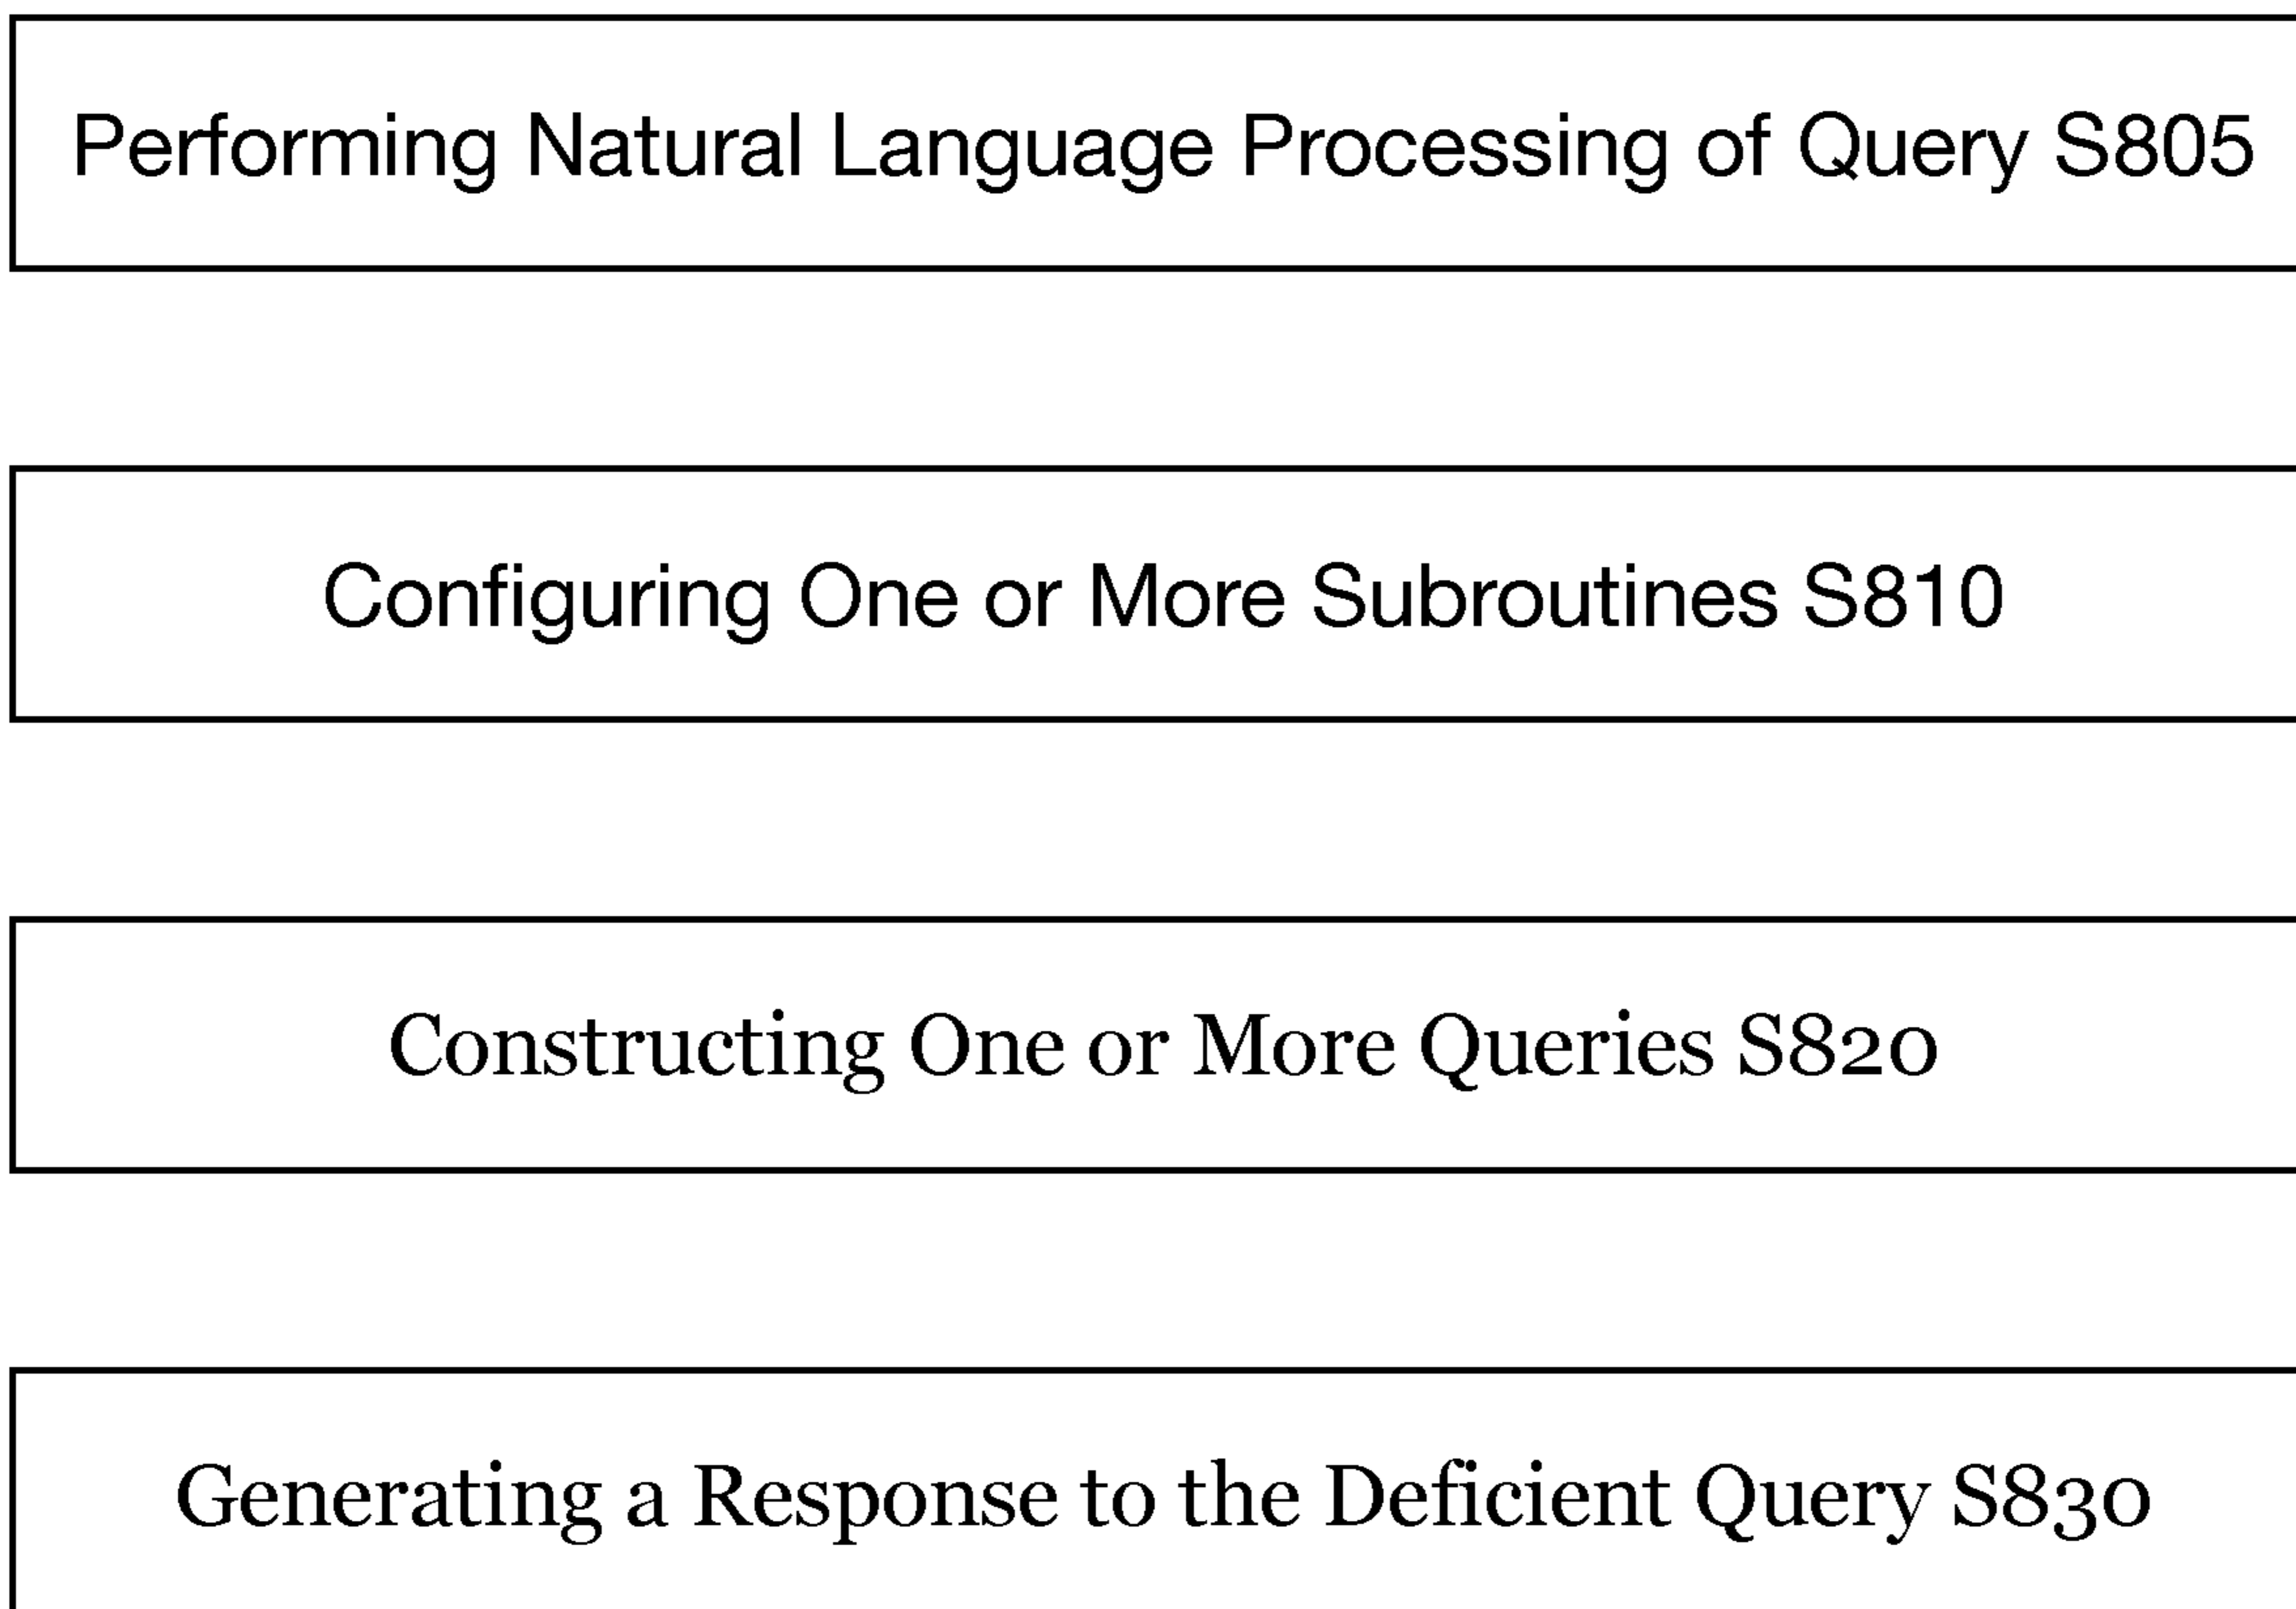 Performing Natural Language Processing of Query S805
Configuring One or More Subroutines S810
Constructing One or More Queries S820
Generating a Response to the Deficient Query S830